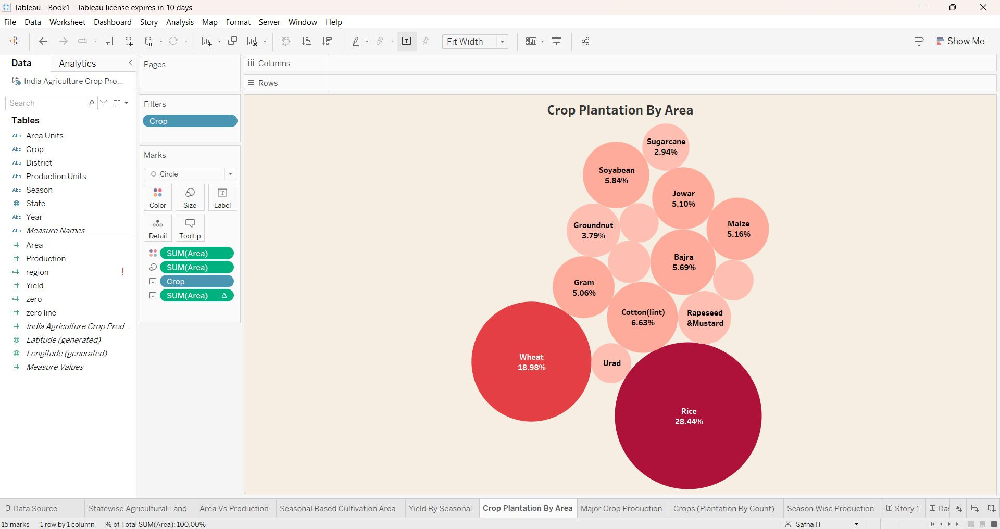 Tableau - Book1 - Tableau license expires in 10 days
File Data Worksheet Dashboard Story Analysis Map Format Server Window Help
Fit Width
Show Me
Data Analytics
India Agriculture Crop Pro...
Search
Tables
Abc Area Units
Abc Crop
Abc District
Abc Production Units
Abc Season
State
Abc Year
Abc Measure Names
# Area
# Production
=# region !
# Yield
=# zero
=# zero line
# India Agriculture Crop Prod...
Latitude (generated)
Longitude (generated)
# Measure Values
Pages
Filters
Crop
Marks
Circle
Color Size Label
Detail Tooltip
SUM(Area)
SUM(Area)
Crop
SUM(Area) Δ
Columns
Rows
Crop Plantation By Area
Sugarcane
2.94%
Soyabean
5.84%
Jowar
5.10%
Maize
5.16%
Groundnut
3.79%
Bajra
5.69%
Gram
5.06%
Cotton(lint)
6.63%
Rapeseed
&Mustard
Wheat
18.98%
Urad
Rice
28.44%
Data Source Statewise Agricultural Land Area Vs Production Seasonal Based Cultivation Area Yield By Seasonal Crop Plantation By Area Major Crop Production Crops (Plantation By Count) Season Wise Production Story 1 Das
15 marks 1 row by 1 column % of Total SUM(Area): 100.00% Safna H